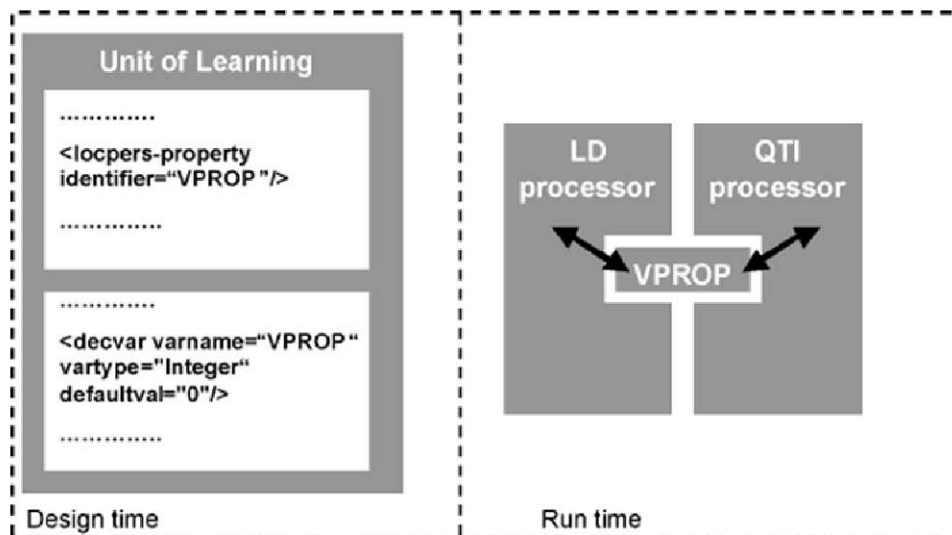 Unit of Learning
.............
<locpers-property
identifier=“VPROP”/>
..............
.............
<decvar varname=“VPROP“
vartype="Integer“
defaultval="0"/>
..............
Design time
LD
processor
QTI
processor
VPROP
Run time